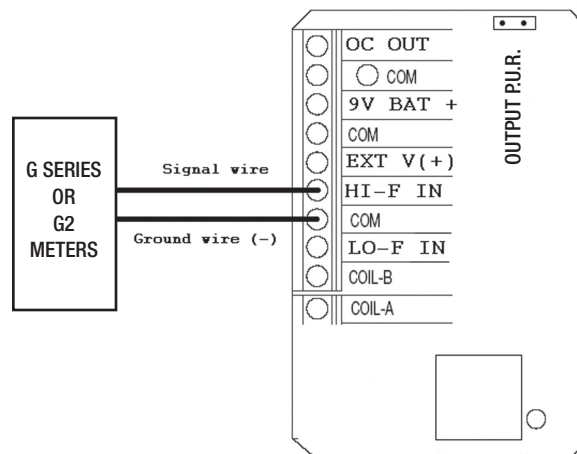 OC OUT
COM
9V BAT +
COM
EXT V(+)
HI-F IN
COM
LO-F IN
COIL-B
COIL-A
OUTPUT P.U.R.
G SERIES
OR
G2
METERS
Signal wire
Ground wire (-)